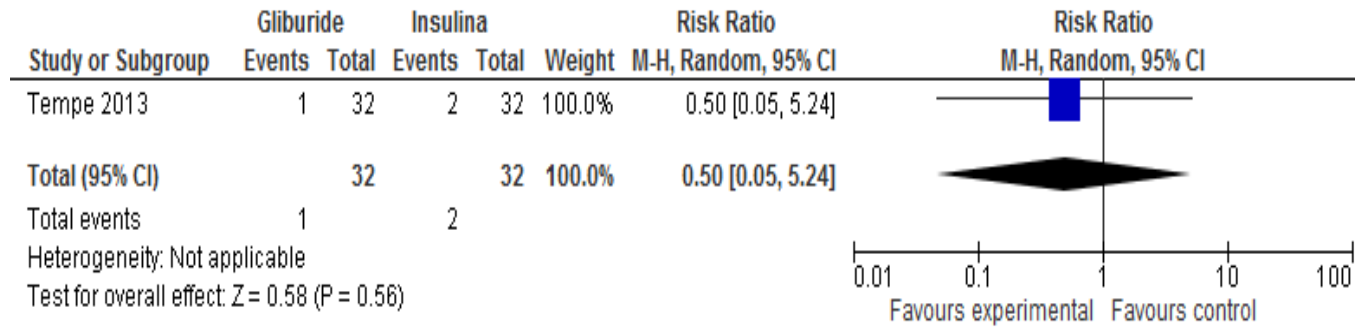 Gliburide Insulina Risk Ratio Risk Ratio
Study or Subgroup Events Total Events Total Weight M-H, Random, 95% CI M-H, Random, 95% CI
Tempe 2013 1 32 2 32 100.0% 0.50 [0.05, 5.24]
Total (95% CI) 32 32 100.0% 0.50 [0.05, 5.24]
Total events 1 2
Heterogeneity: Not applicable
Test for overall effect: Z = 0.58 (P = 0.56)
0.01 0.1 1 10 100
Favours experimental Favours control